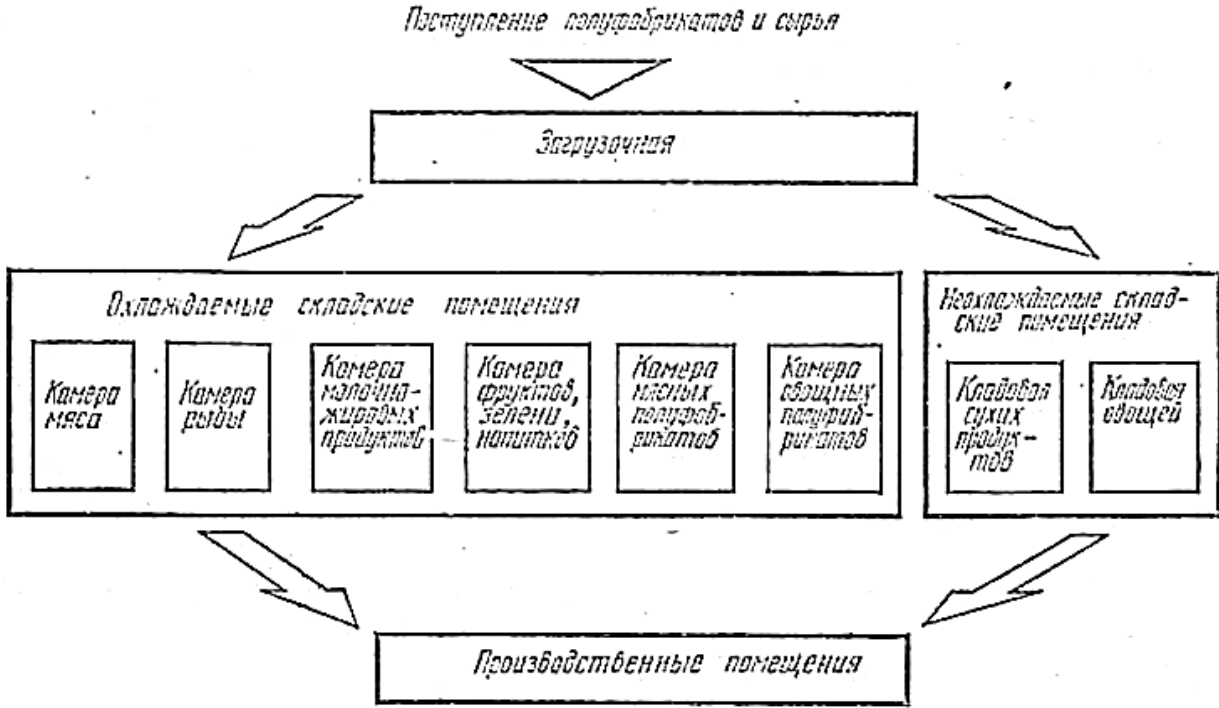 Поступление полуфабрикатов и сырья
Загрузочная
Охлаждаемые складские помещения
Камера
мяса
Камера
рыбы
Камера
молочно-
жировых
продуктов
Камера
фруктов,
зелени,
напитков
Камера
мясных
полуфаб-
рикатов
Камера
овощных
полуфаб-
рикатов
Неохлаждаемые склад-
ские помещения
Кладовая
сухих
продук-
тов
Кладовая
овощей
Производственные помещения